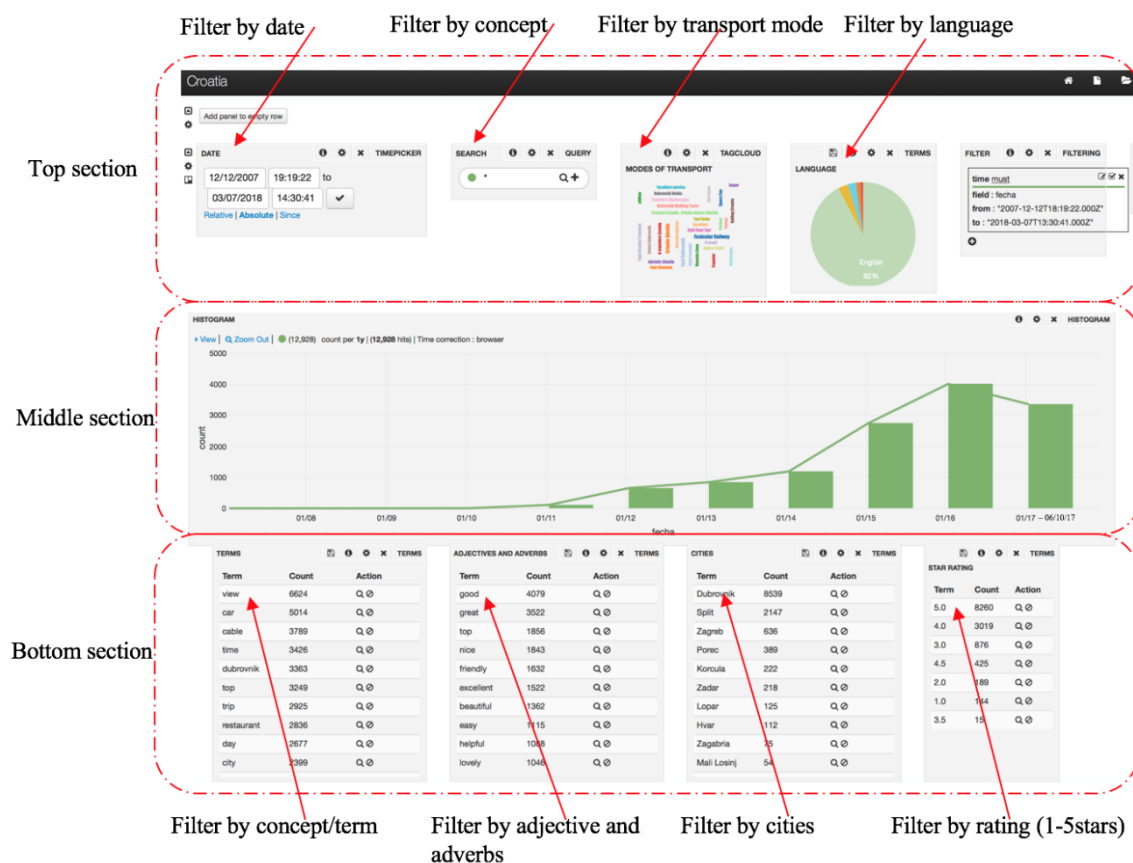 Filter by date
Filter by concept
Filter by transport mode
Filter by language
Top section
Croatia
Add panel to empty row
DATE TIMEPICKER
12/12/2007 19:19:22 to
03/07/2018 14:30:41
Relative | Absolute | Since
SEARCH QUERY
*
TAGCLOUD
MODES OF TRANSPORT
Funicular Railway
TERMS
LANGUAGE
English
92%
FILTER FILTERING
time must
field : fecha
from : "2007-12-12T18:19:22.000Z"
to : "2018-03-07T13:30:41.000Z"
Middle section
HISTOGRAM HISTOGRAM
View | Zoom Out | (12,928) count per 1y | (12,928 hits) | Time correction : browser
5000
4000
3000
2000
1000
0
count
01/08 01/09 01/10 01/11 01/12 01/13 01/14 01/15 01/16 01/17 – 06/10/17
fecha
Bottom section
TERMS TERMS
Term Count Action
view 6624
car 5014
cable 3789
time 3426
dubrovnik 3363
top 3249
trip 2925
restaurant 2836
day 2677
city 2399
ADJECTIVES AND ADVERBS TERMS
Term Count Action
good 4079
great 3522
top 1856
nice 1843
friendly 1632
excellent 1522
beautiful 1362
easy 1115
helpful
lovely 1046
CITIES TERMS
Term Count Action
Dubrovnik 8539
Split 2147
Zagreb 636
Porec 389
Korcula 222
Zadar 218
Lopar 125
Hvar 112
Zagabria 75
Mali Losinj 54
TERMS
STAR RATING
Term Count Action
5.0 8260
4.0 3019
3.0 876
4.5 425
2.0 189
1.0
3.5 15
Filter by concept/term
Filter by adjective and
adverbs
Filter by cities
Filter by rating (1-5stars)